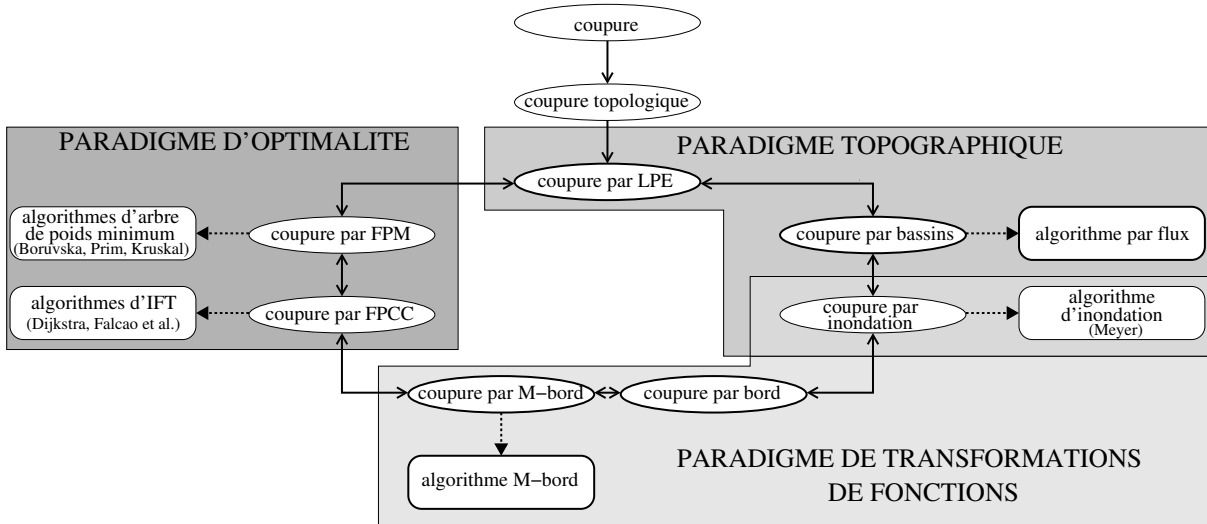 coupure
coupure topologique
PARADIGME D'OPTIMALITE
PARADIGME TOPOGRAPHIQUE
coupure par LPE
algorithmes d'arbre
de poids minimum
(Boruvska, Prim, Kruskal)
coupure par FPM
coupure par bassins
algorithme par flux
algorithmes d'IFT
(Dijkstra, Falcao et al.)
coupure par FPCC
coupure par
inondation
algorithme
d'inondation
(Meyer)
coupure par M−bord
coupure par bord
algorithme M−bord
PARADIGME DE TRANSFORMATIONS
DE FONCTIONS